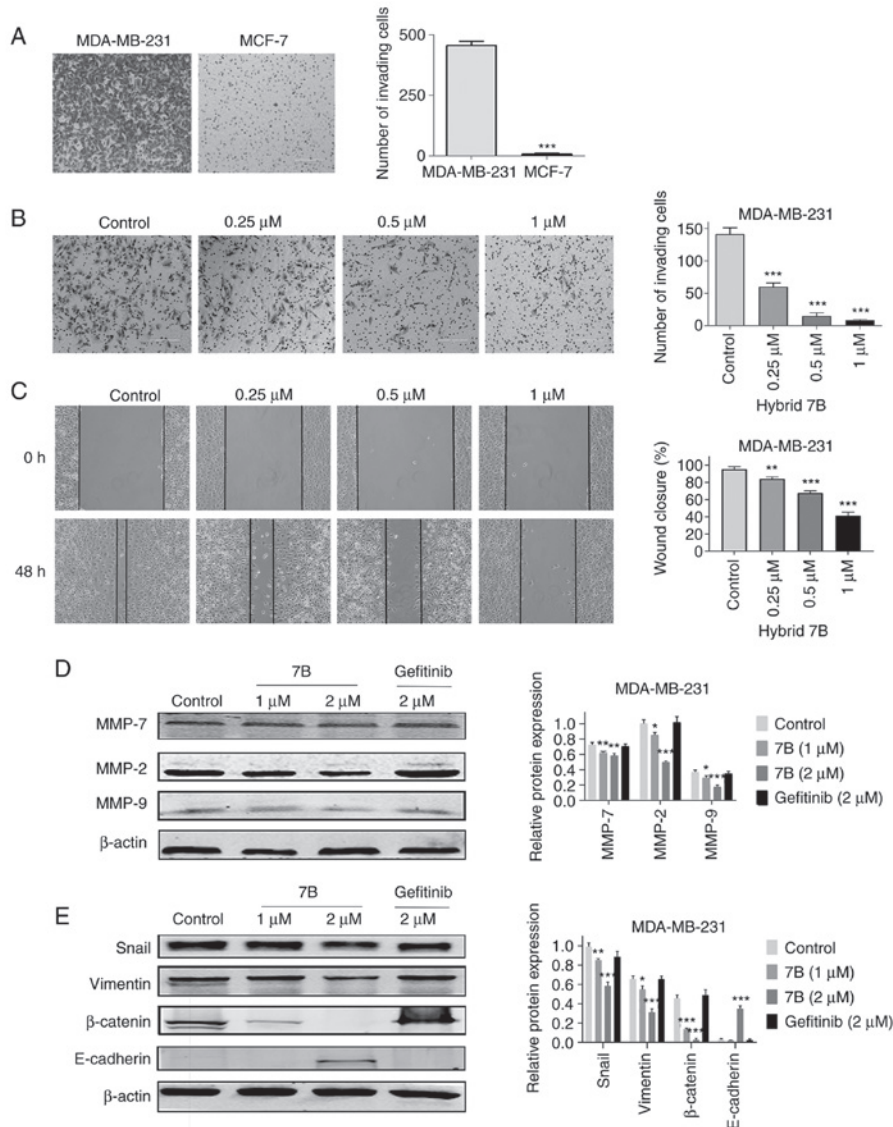 A
MDA-MB-231 MCF-7
Number of invading cells
500
250
0
***
MDA-MB-231 MCF-7
B
Control 0.25 μM 0.5 μM 1 μM
MDA-MB-231
Number of invading cells
150
100
50
0
***
***
***
Control
0.25 μM
0.5 μM
1 μM
Hybrid 7B
C
Control 0.25 μM 0.5 μM 1 μM
0 h
48 h
MDA-MB-231
Wound closure (%)
100
80
60
40
20
0
**
***
***
Control
0.25 μM
0.5 μM
1 μM
Hybrid 7B
D
7B Gefitinib
Control 1 μM 2 μM 2 μM
MMP-7
MMP-2
MMP-9
β-actin
MDA-MB-231
Relative protein expression
1.0
0.8
0.6
0.4
0.2
0.0
** **
*
***
*
***
MMP-7
MMP-2
MMP-9
Control
7B (1 μM)
7B (2 μM)
Gefitinib (2 μM)
E
7B Gefitinib
Control 1 μM 2 μM 2 μM
Snail
Vimentin
β-catenin
E-cadherin
β-actin
MDA-MB-231
Relative protein expression
1.0
0.8
0.6
0.4
0.2
0.0
**
***
*
***
***
***
***
Snail
Vimentin
β-catenin
E-cadherin
Control
7B (1 μM)
7B (2 μM)
Gefitinib (2 μM)